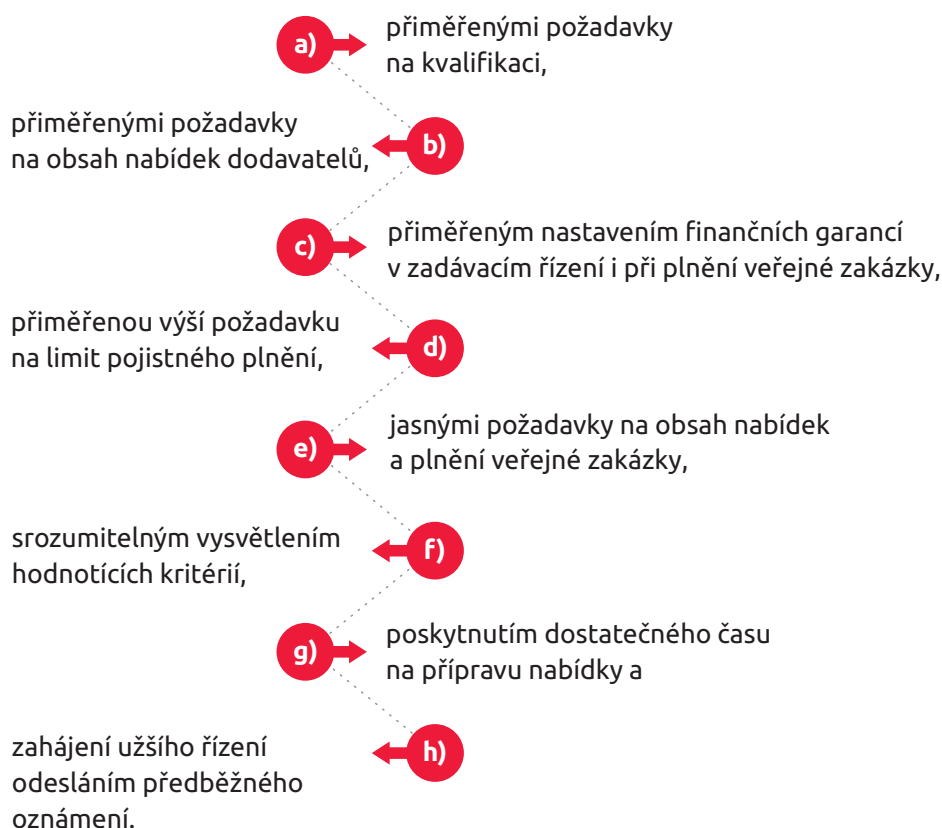 a)
přiměřenými požadavky
na kvalifikaci,
přiměřenými požadavky
na obsah nabídek dodavatelů,
b)
c)
přiměřeným nastavením finančních garancí
v zadávacím řízení i při plnění veřejné zakázky,
přiměřenou výší požadavku
na limit pojistného plnění,
d)
e)
jasnými požadavky na obsah nabídek
a plnění veřejné zakázky,
srozumitelným vysvětlením
hodnotících kritérií,
f)
g)
poskytnutím dostatečného času
na přípravu nabídky a
zahájení užšího řízení
odesláním předběžného
oznámení.
h)